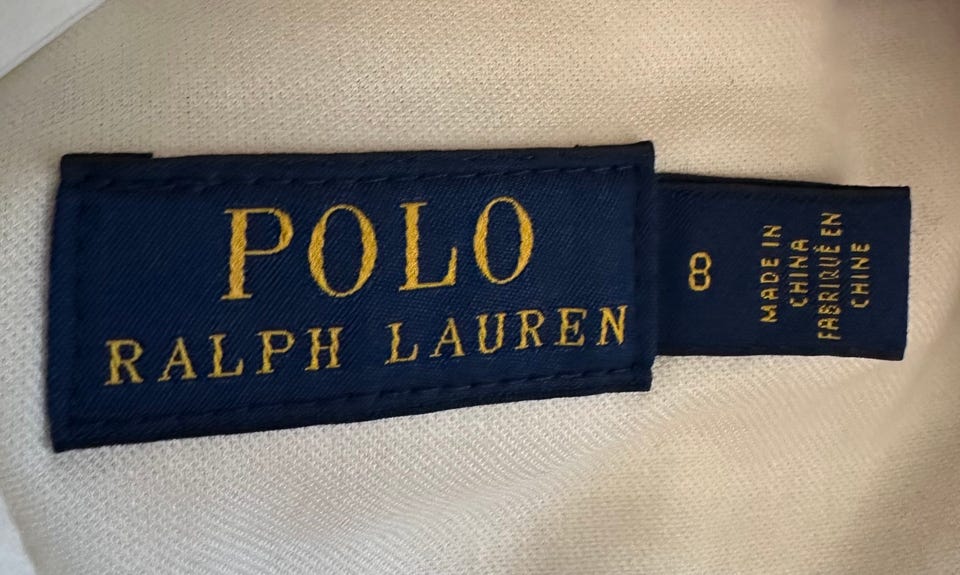 POLO
RALPH LAUREN
8
MADE IN
CHINA
FABRIQUÉ EN
CHINE